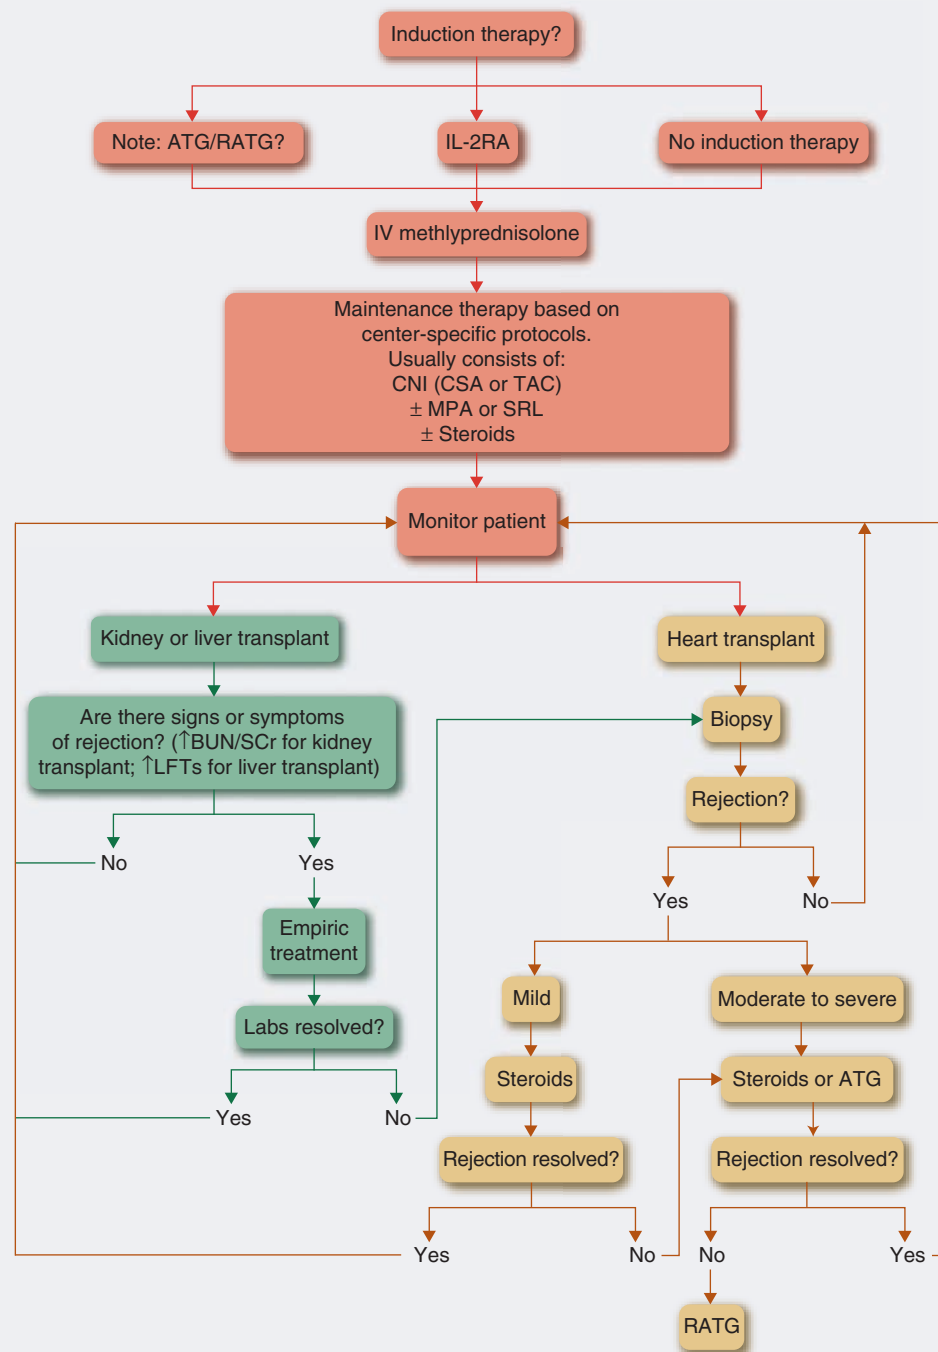 Induction therapy?
Note: ATG/RATG?
IL-2RA
No induction therapy
IV methlyprednisolone
Maintenance therapy based on
center-specific protocols.
Usually consists of:
CNI (CSA or TAC)
± MPA or SRL
± Steroids
Monitor patient
Kidney or liver transplant
Heart transplant
Are there signs or symptoms
of rejection? (↑BUN/SCr for kidney
transplant; ↑LFTs for liver transplant)
Biopsy
Rejection?
No
Yes
Yes
No
Empiric
treatment
Mild
Moderate to severe
Labs resolved?
Steroids
Steroids or ATG
Yes
No
Rejection resolved?
Rejection resolved?
Yes
No
No
Yes
RATG